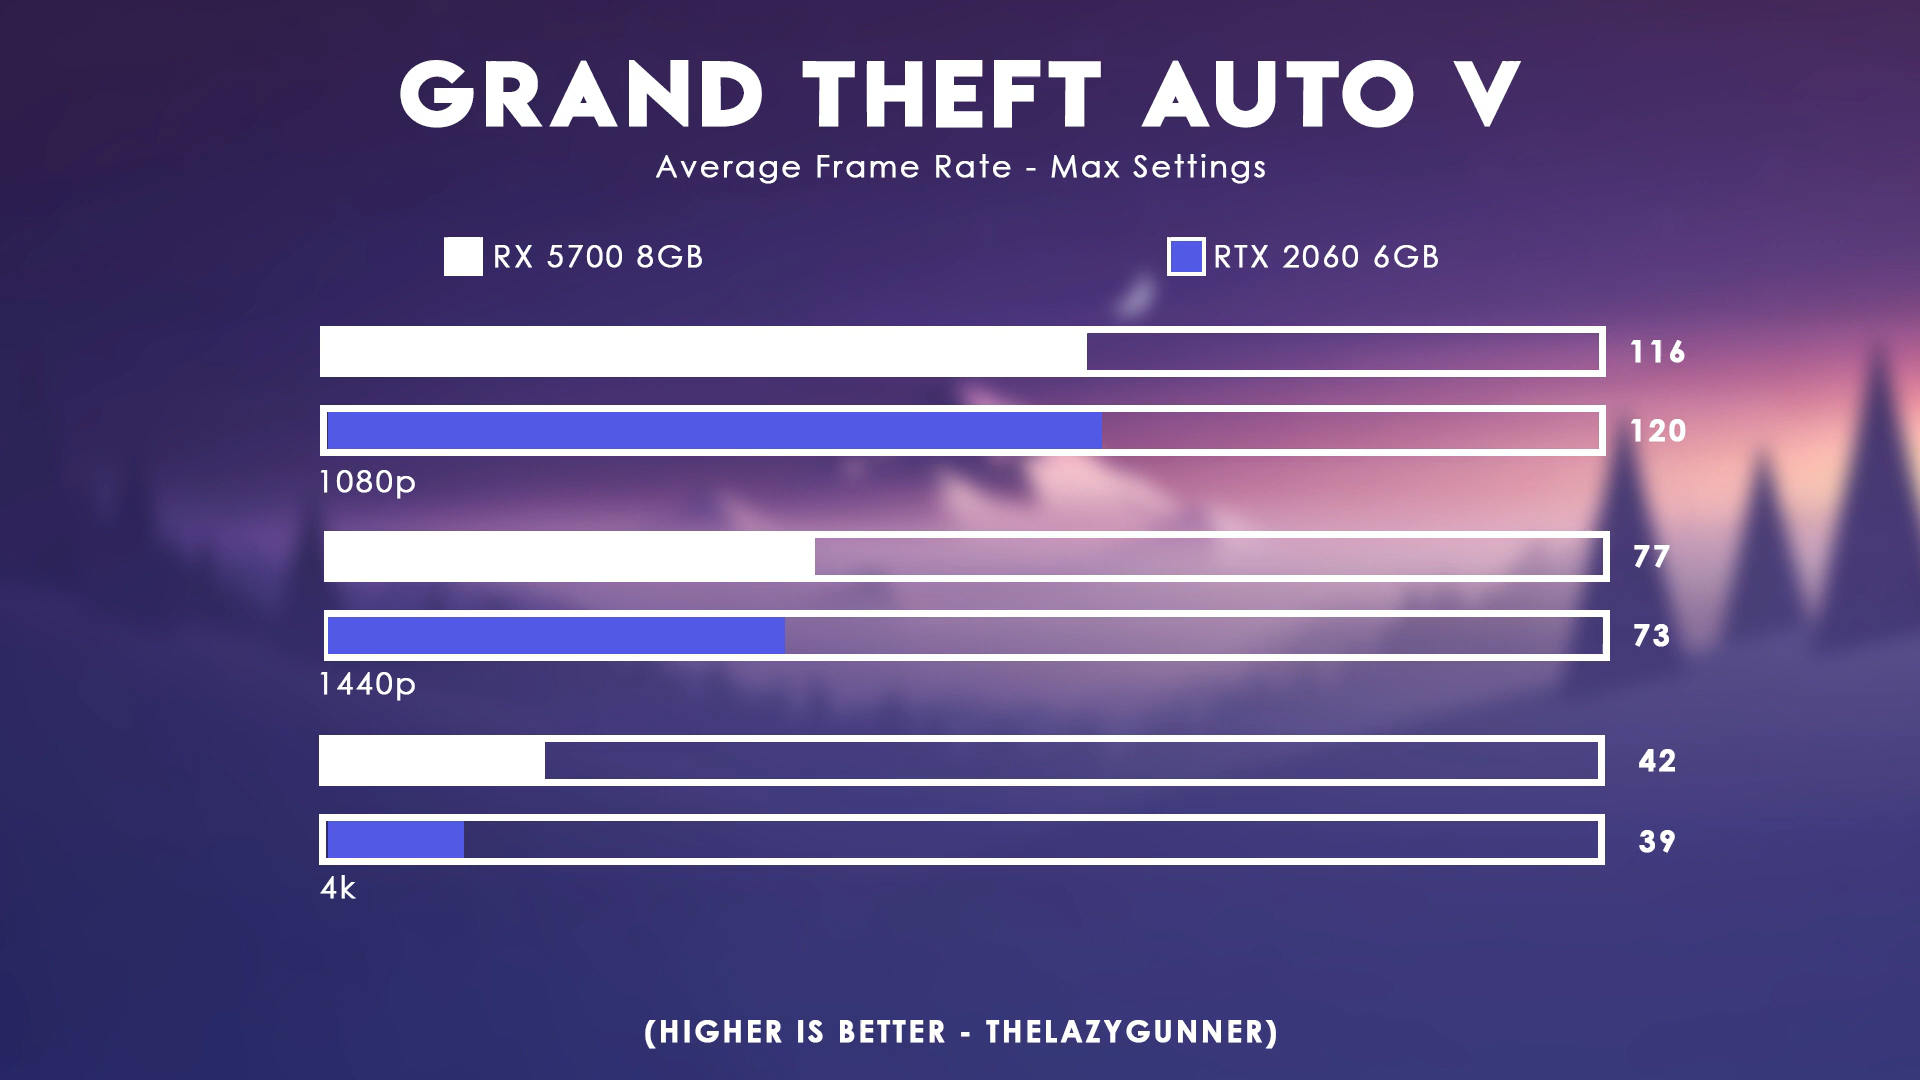 GRAND THEFT AUTO V
Average Frame Rate - Max Settings
RX 5700 8GB
RTX 2060 6GB
116
120
1080p
77
73
1440p
42
39
4k
(HIGHER IS BETTER - THELAZYGUNNER)